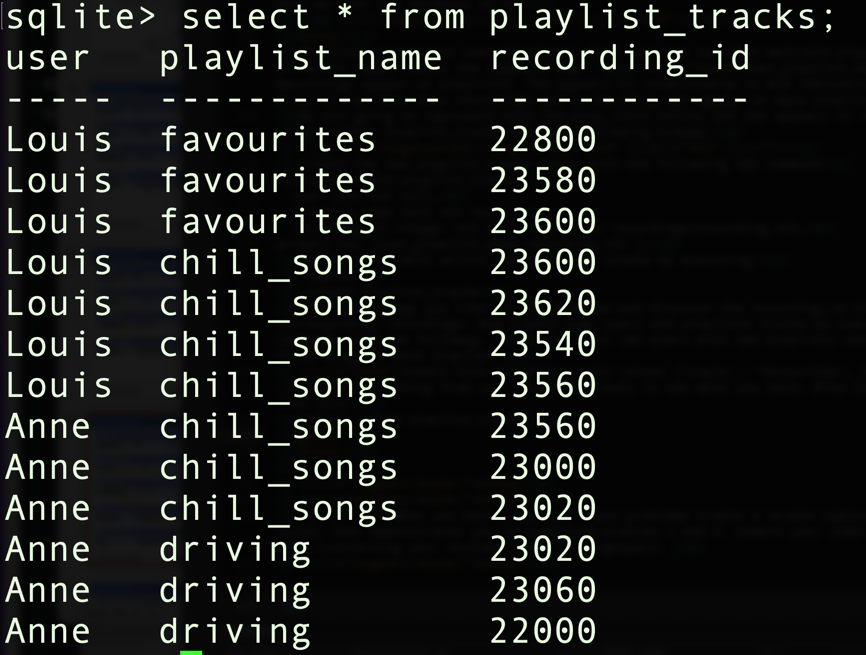 sqlite> select * from playlist_tracks;
user   playlist_name  recording_id
-----  -------------  ------------
Louis  favourites     22800
Louis  favourites     23580
Louis  favourites     23600
Louis  chill_songs    23600
Louis  chill_songs    23620
Louis  chill_songs    23540
Louis  chill_songs    23560
Anne   chill_songs    23560
Anne   chill_songs    23000
Anne   chill_songs    23020
Anne   driving        23020
Anne   driving        23060
Anne   driving        22000